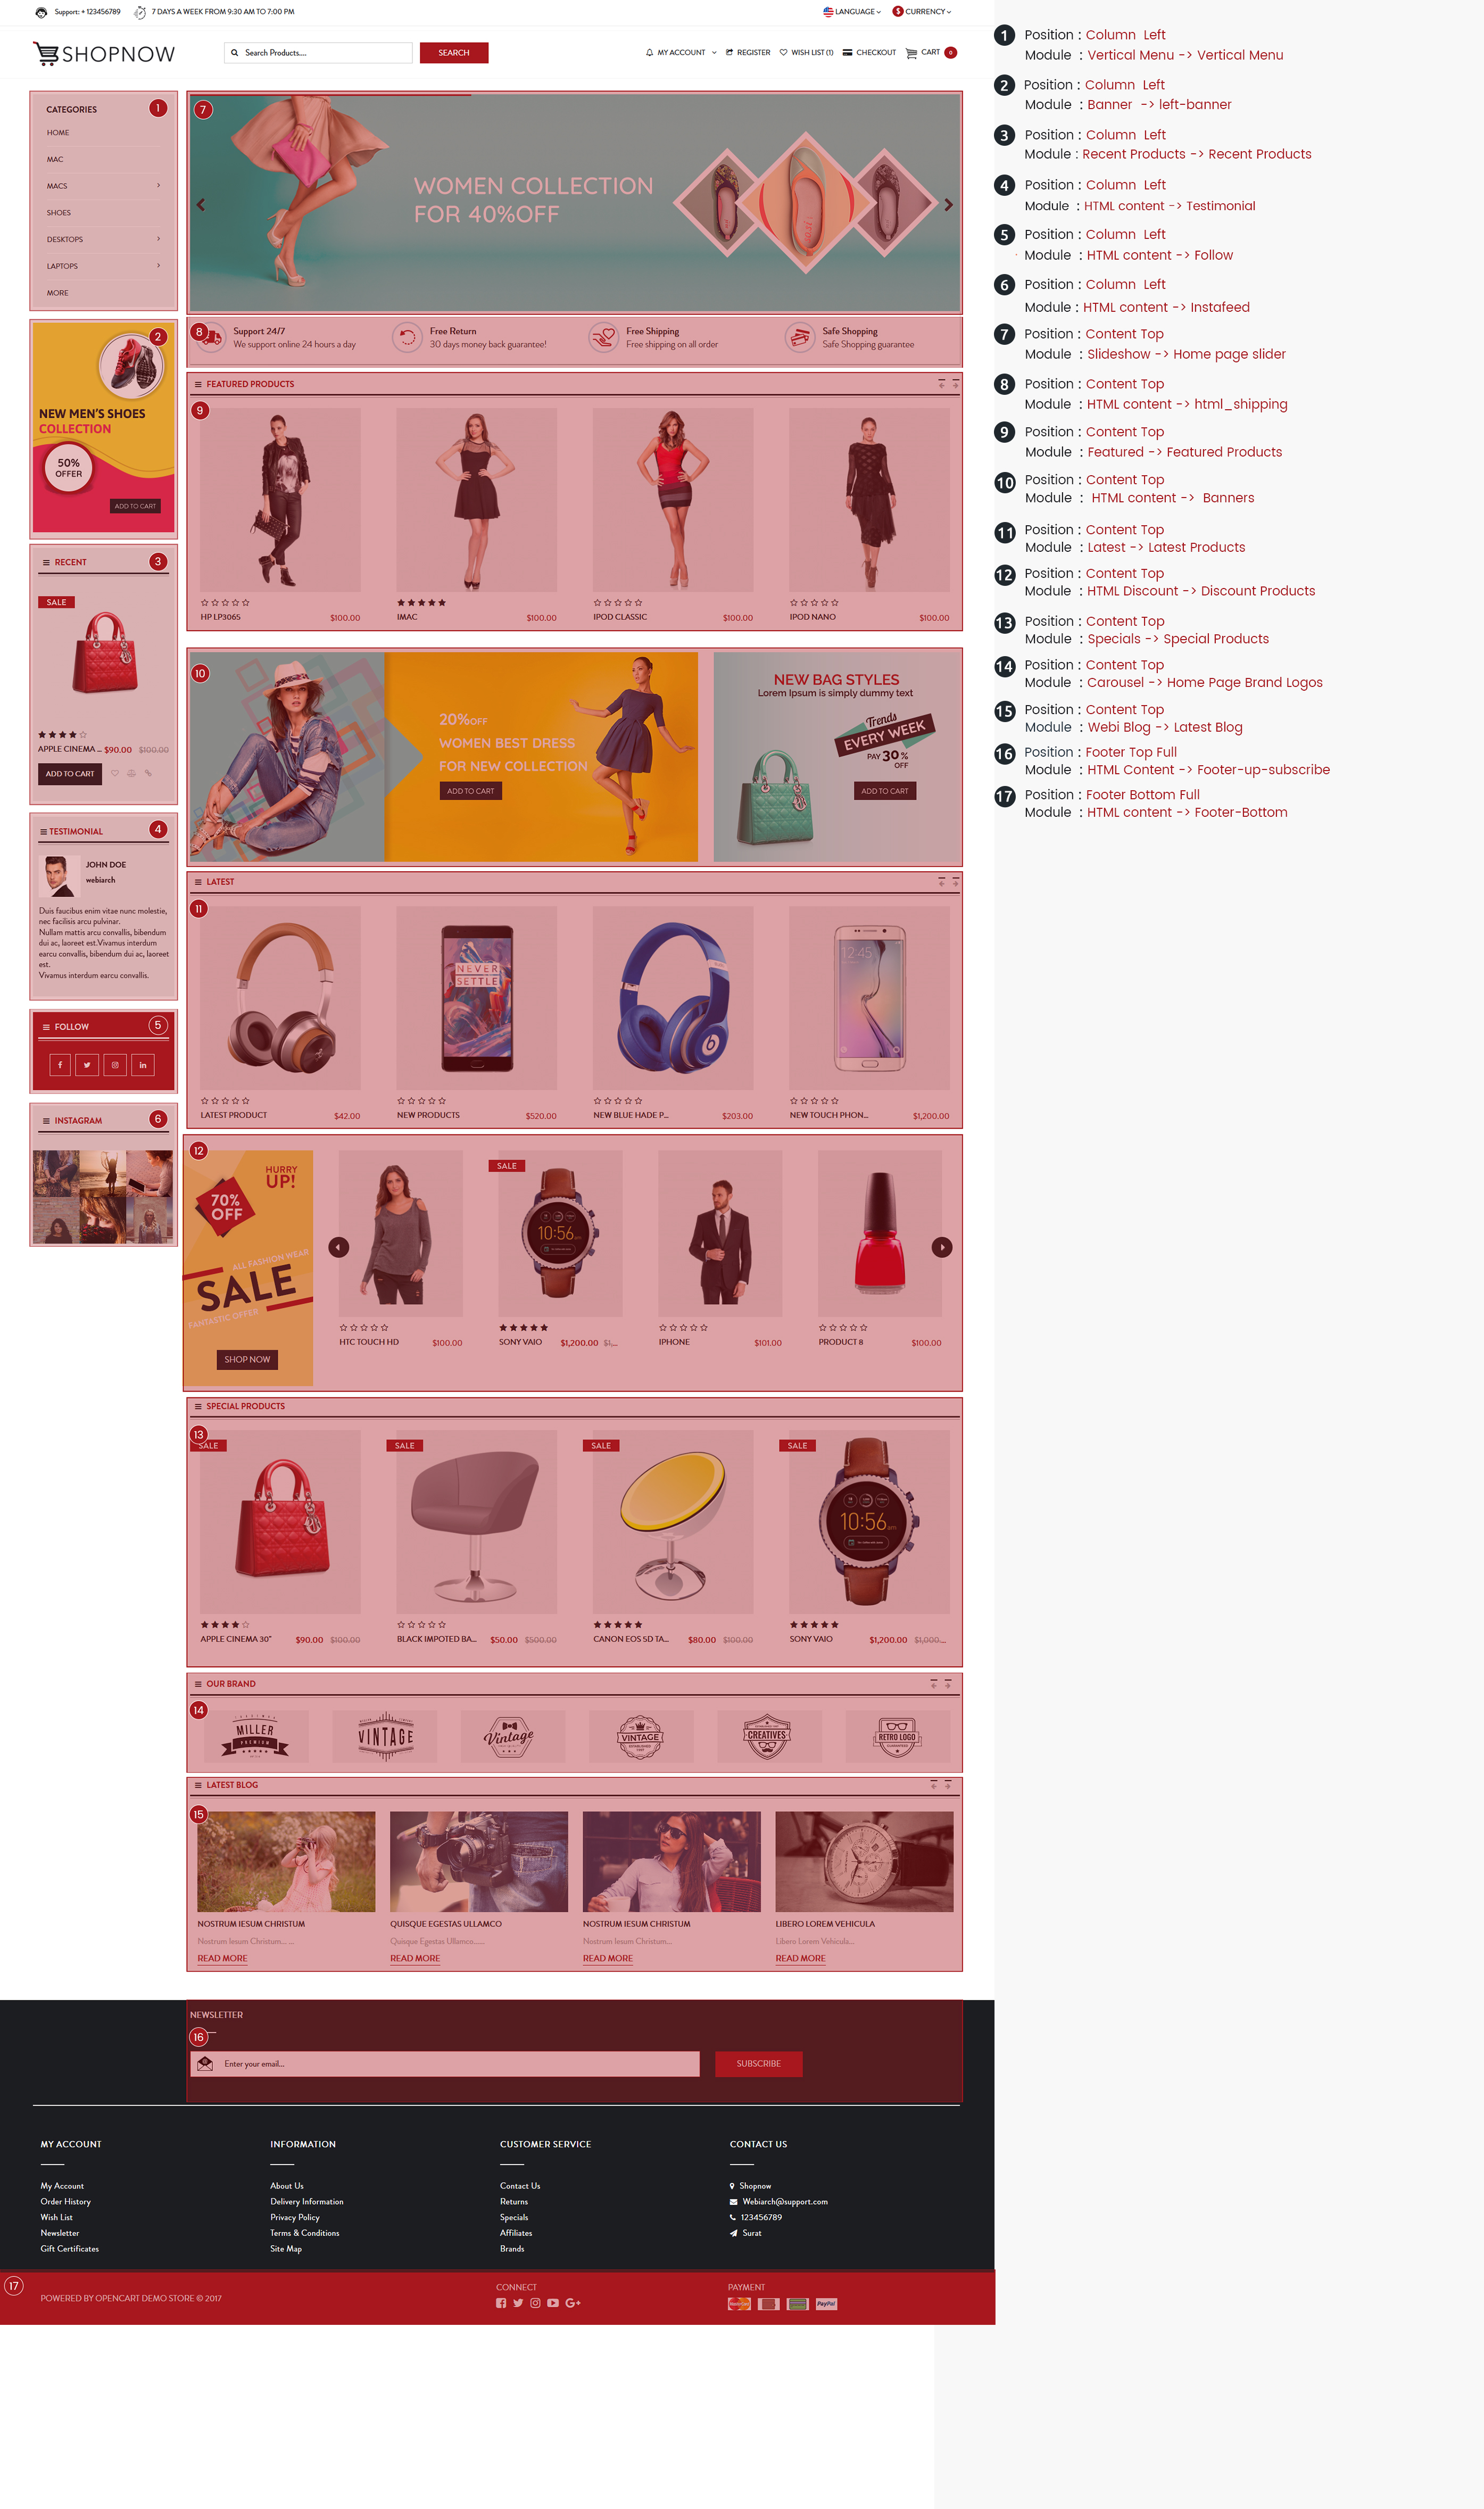 Support: + 123456789 7 DAYS A WEEK FROM 9:30 AM TO 7:00 PM LANGUAGE $ CURRENCY
SHOPNOW Search Products.... SEARCH MY ACCOUNT REGISTER WISH LIST (1) CHECKOUT CART 0
CATEGORIES 1
HOME
MAC
MACS
SHOES
DESKTOPS
LAPTOPS
MORE
2
NEW MEN'S SHOES
COLLECTION
50%
OFFER
ADD TO CART
RECENT 3
SALE
APPLE CINEMA ... $90.00 $100.00
ADD TO CART
TESTIMONIAL 4
JOHN DOE
webiarch
Duis faucibus enim vitae nunc molestie,
nec facilisis arcu pulvinar.
Nullam mattis arcu convallis, bibendum
dui ac, laoreet est.Vivamus interdum
earcu convallis, bibendum dui ac, laoreet
est.
Vivamus interdum earcu convallis.
FOLLOW 5
INSTAGRAM 6
7
WOMEN COLLECTION
FOR 40%OFF
8
Support 24/7
We support online 24 hours a day
Free Return
30 days money back guarantee!
Free Shipping
Free shipping on all order
Safe Shopping
Safe Shopping guarantee
FEATURED PRODUCTS
9
HP LP3065 $100.00
IMAC $100.00
IPOD CLASSIC $100.00
IPOD NANO $100.00
10
20%OFF
WOMEN BEST DRESS
FOR NEW COLLECTION
ADD TO CART
NEW BAG STYLES
Lorem Ipsum is simply dummy text
Trends
EVERY WEEK
PAY 30 %
OFF
ADD TO CART
LATEST
11
NEVER
SETTLE
12:45
LATEST PRODUCT $42.00
NEW PRODUCTS $520.00
NEW BLUE HADE P... $203.00
NEW TOUCH PHON... $1,200.00
12
HURRY
UP!
70%
OFF
ALL FASHION WEAR
SALE
FANTASTIC OFFER
SHOP NOW
SALE
10:56
HTC TOUCH HD $100.00
SONY VAIO $1,200.00 $1,...
IPHONE $101.00
PRODUCT 8 $100.00
SPECIAL PRODUCTS
13
SALE SALE SALE SALE
10:56
APPLE CINEMA 30" $90.00 $100.00
BLACK IMPOTED BA... $50.00 $500.00
CANON EOS 5D TA... $80.00 $100.00
SONY VAIO $1,200.00 $1,000....
OUR BRAND
14
MILLER
PREMIUM
VINTAGE
Vintage
VINTAGE
CREATIVES
RETRO LOGO
LATEST BLOG
15
NOSTRUM IESUM CHRISTUM
Nostrum Iesum Christum... ...
READ MORE
QUISQUE EGESTAS ULLAMCO
Quisque Egestas Ullamco......
READ MORE
NOSTRUM IESUM CHRISTUM
Nostrum Iesum Christum...
READ MORE
LIBERO LOREM VEHICULA
Libero Lorem Vehicula...
READ MORE
NEWSLETTER
16
Enter your email... SUBSCRIBE
MY ACCOUNT
My Account
Order History
Wish List
Newsletter
Gift Certificates
INFORMATION
About Us
Delivery Information
Privacy Policy
Terms & Conditions
Site Map
CUSTOMER SERVICE
Contact Us
Returns
Specials
Affiliates
Brands
CONTACT US
Shopnow
Webiarch@support.com
123456789
Surat
17
POWERED BY OPENCART DEMO STORE © 2017
CONNECT
PAYMENT
PayPal
1 Position : Column Left
Module : Vertical Menu -> Vertical Menu
2 Position : Column Left
Module : Banner -> left-banner
3 Position : Column Left
Module : Recent Products -> Recent Products
4 Position : Column Left
Module : HTML content -> Testimonial
5 Position : Column Left
Module : HTML content -> Follow
6 Position : Column Left
Module : HTML content -> Instafeed
7 Position : Content Top
Module : Slideshow -> Home page slider
8 Position : Content Top
Module : HTML content -> html_shipping
9 Position : Content Top
Module : Featured -> Featured Products
10 Position : Content Top
Module : HTML content -> Banners
11 Position : Content Top
Module : Latest -> Latest Products
12 Position : Content Top
Module : HTML Discount -> Discount Products
13 Position : Content Top
Module : Specials -> Special Products
14 Position : Content Top
Module : Carousel -> Home Page Brand Logos
15 Position : Content Top
Module : Webi Blog -> Latest Blog
16 Position : Footer Top Full
Module : HTML Content -> Footer-up-subscribe
17 Position : Footer Bottom Full
Module : HTML content -> Footer-Bottom